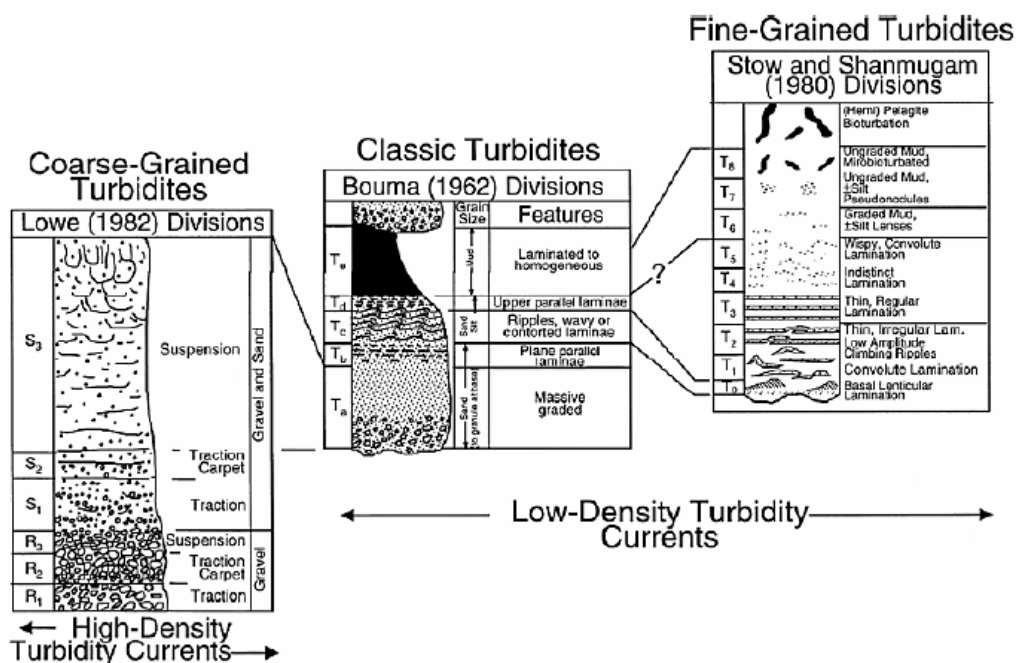 Coarse-Grained
Turbidites
Lowe (1982) Divisions
S3
Suspension
S2
Traction
Carpet
S1
Traction
Gravel and Sand
R3
Suspension
R2
Traction
Carpet
R1
Traction
Gravel
High-Density
Turbidity Currents
Classic Turbidites
Bouma (1962) Divisions
Grain
Size
Features
Te
Mud
Laminated to
homogeneous
Td
Upper parallel laminae
Tc
Sand
Silt
Ripples, wavy or
contorted laminae
Tb
Plane parallel
laminae
Ta
Sand
(to granule at base)
Massive
graded
?
Low-Density Turbidity
Currents
Fine-Grained Turbidites
Stow and Shanmugam
(1980) Divisions
(Hemi) Pelagite
Bioturbation
T8
Ungraded Mud,
Mirobioturbated
T7
Ungraded Mud,
±Silt
Pseudonodules
T6
Graded Mud,
±Silt Lenses
T5
Wispy, Convolute
Lamination
T4
Indistinct
Lamination
T3
Thin, Regular
Lamination
T2
Thin, Irregular Lam.
Low Amplitude
Climbing Ripples
T1
Convolute Lamination
T0
Basal Lenticular
Lamination